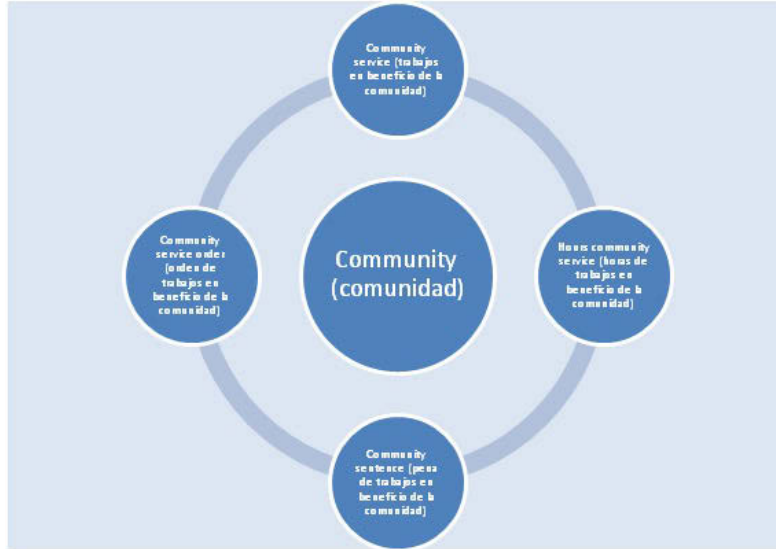 Community
service (trabajos
en beneficio de la
comunidad)
Community
service order
(orden de
trabajos en
beneficio de la
comunidad)
Community
(comunidad)
Hours community
service (horas de
trabajos en
beneficio de la
comunidad)
Community
sentence (pena
de trabajos en
beneficio de la
comunidad)